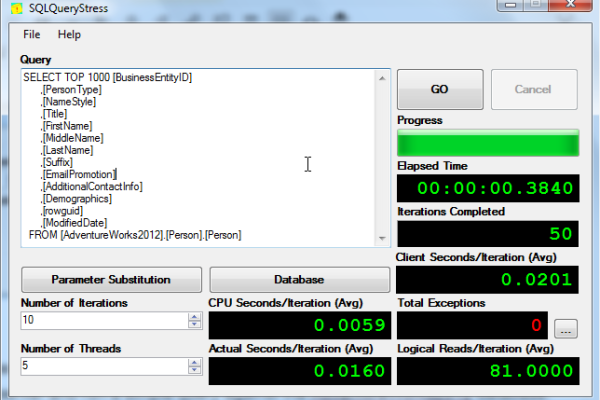 SQLQueryStress
File Help
Query
SELECT TOP 1000 [BusinessEntityID]
,[PersonType]
,[NameStyle]
,[Title]
,[FirstName]
,[MiddleName]
,[LastName]
,[Suffix]
,[EmailPromotion]
,[AdditionalContactInfo]
,[Demographics]
,[rowguid]
,[ModifiedDate]
FROM [AdventureWorks2012].[Person].[Person]
GO Cancel
Progress
Elapsed Time
00:00:00.3840
Iterations Completed
50
Client Seconds/Iteration (Avg)
0.0201
Parameter Substitution Database
Number of Iterations CPU Seconds/Iteration (Avg) Total Exceptions
10 0.0059 0 ...
Number of Threads Actual Seconds/Iteration (Avg) Logical Reads/Iteration (Avg)
5 0.0160 81.0000